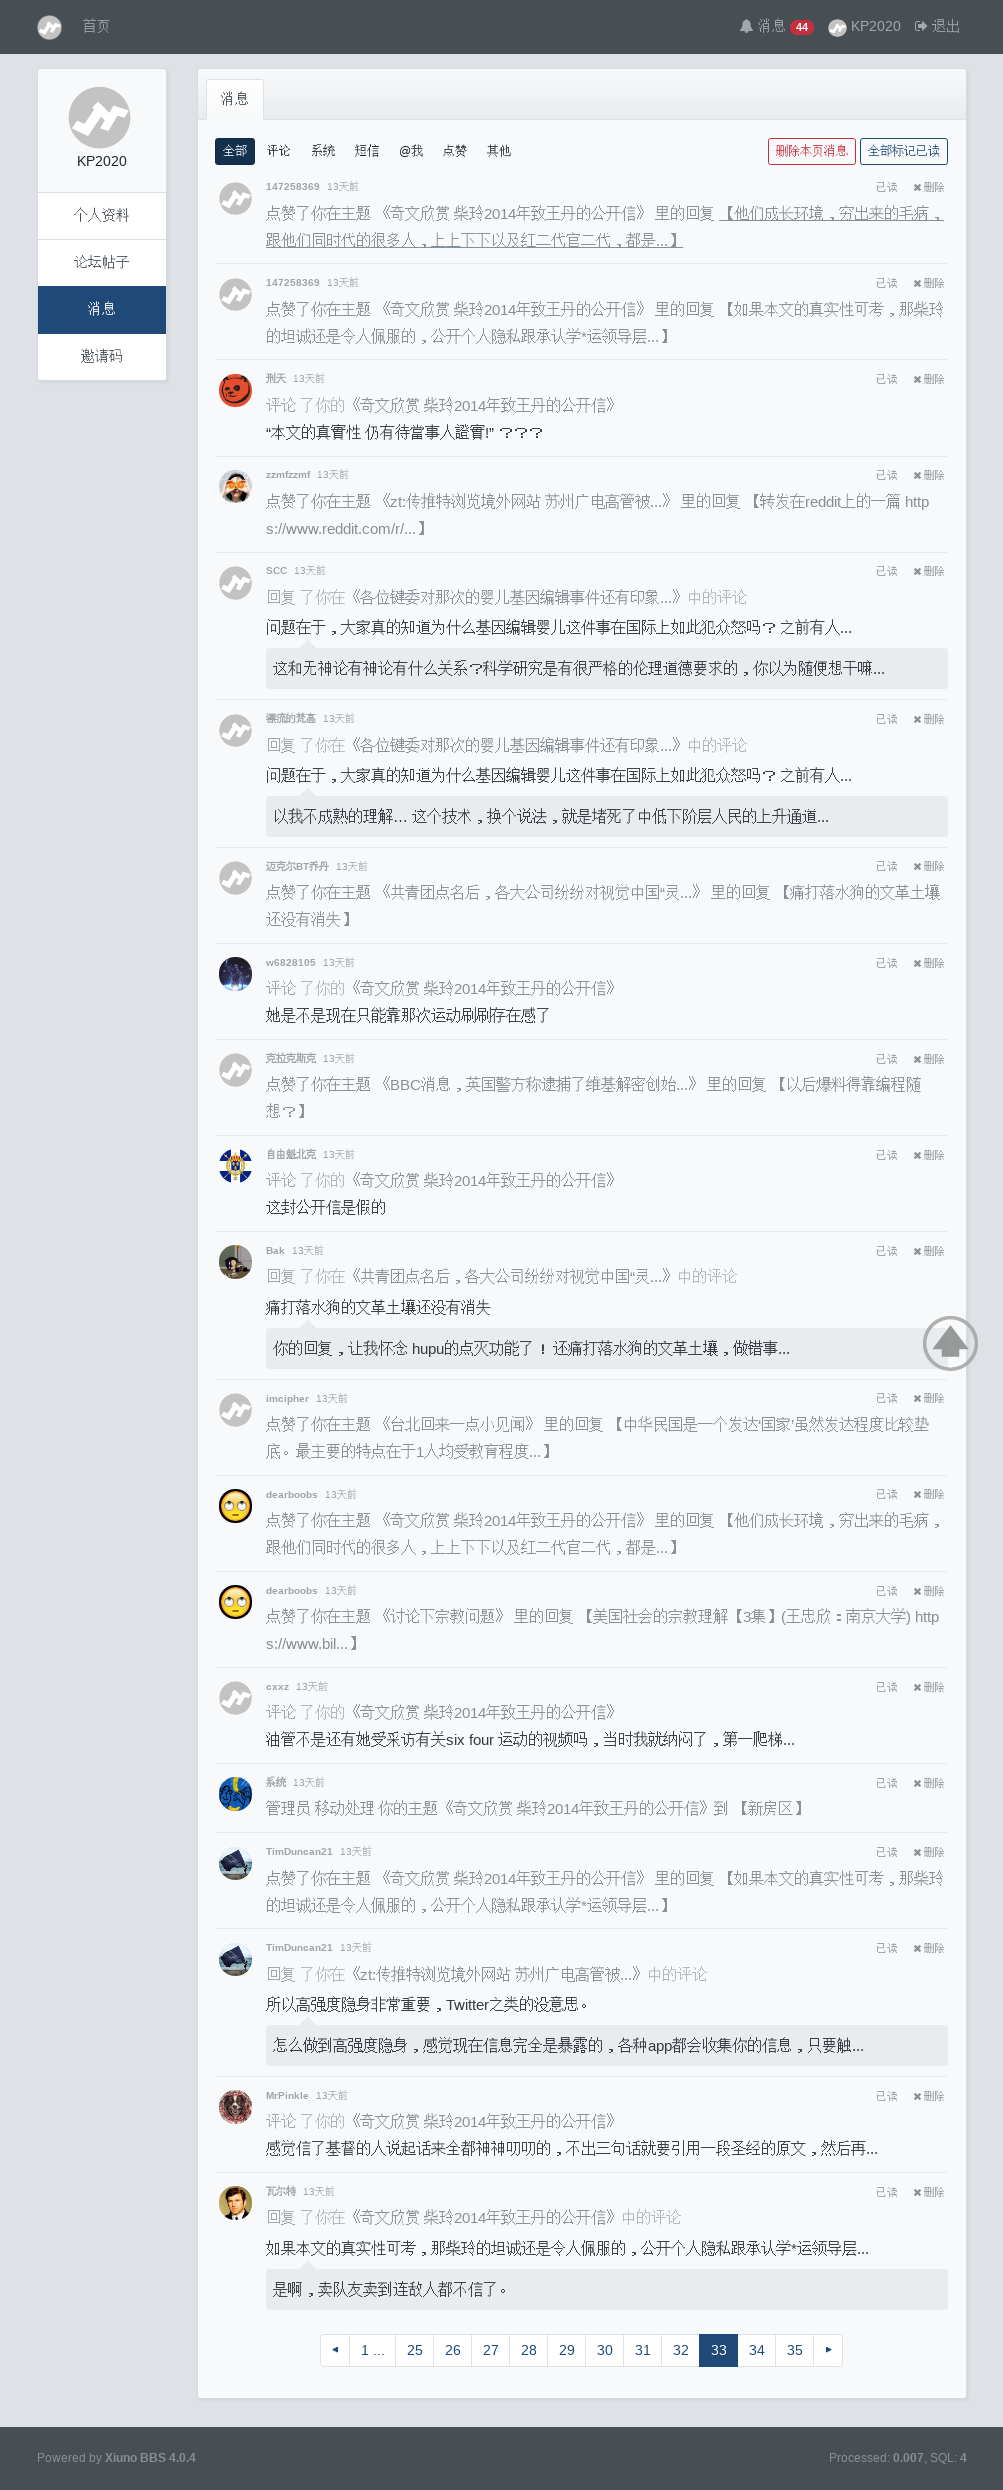 首页
消息 44 KP2020 退出
KP2020
个人资料
论坛帖子
消息
邀请码
消息
全部 评论 系统 短信 @我 点赞 其他 删除本页消息 全部标记已读
147258369 13天前 已读 ✖删除
点赞了你在主题 《奇文欣赏 柴玲2014年致王丹的公开信》 里的回复 【他们成长环境，穷出来的毛病，
跟他们同时代的很多人，上上下下以及红二代官二代，都是...】
147258369 13天前 已读 ✖删除
点赞了你在主题 《奇文欣赏 柴玲2014年致王丹的公开信》 里的回复 【如果本文的真实性可考，那柴玲
的坦诚还是令人佩服的，公开个人隐私跟承认学*运领导层...】
刑天 13天前 已读 ✖删除
评论 了你的《奇文欣赏 柴玲2014年致王丹的公开信》
“本文的真實性 仍有待當事人證實!” ？？？
zzmfzzmf 13天前 已读 ✖删除
点赞了你在主题 《zt:传推特浏览境外网站 苏州广电高管被...》 里的回复 【转发在reddit上的一篇 http
s://www.reddit.com/r/...】
SCC 13天前 已读 ✖删除
回复 了你在《各位键委对那次的婴儿基因编辑事件还有印象...》中的评论
问题在于，大家真的知道为什么基因编辑婴儿这件事在国际上如此犯众怒吗？ 之前有人...
这和无神论有神论有什么关系？科学研究是有很严格的伦理道德要求的，你以为随便想干嘛...
漂流的梵高 13天前 已读 ✖删除
回复 了你在《各位键委对那次的婴儿基因编辑事件还有印象...》中的评论
问题在于，大家真的知道为什么基因编辑婴儿这件事在国际上如此犯众怒吗？ 之前有人...
以我不成熟的理解... 这个技术，换个说法，就是堵死了中低下阶层人民的上升通道...
迈克尔BT乔丹 13天前 已读 ✖删除
点赞了你在主题 《共青团点名后，各大公司纷纷对视觉中国“灵...》 里的回复 【痛打落水狗的文革土壤
还没有消失】
w6828105 13天前 已读 ✖删除
评论 了你的《奇文欣赏 柴玲2014年致王丹的公开信》
她是不是现在只能靠那次运动刷刷存在感了
克拉克斯克 13天前 已读 ✖删除
点赞了你在主题 《BBC消息，英国警方称逮捕了维基解密创始...》 里的回复 【以后爆料得靠编程随
想？】
自由魁北克 13天前 已读 ✖删除
评论 了你的《奇文欣赏 柴玲2014年致王丹的公开信》
这封公开信是假的
Bak 13天前 已读 ✖删除
回复 了你在《共青团点名后，各大公司纷纷对视觉中国“灵...》中的评论
痛打落水狗的文革土壤还没有消失
你的回复，让我怀念 hupu的点灭功能了 ！ 还痛打落水狗的文革土壤，做错事...
imcipher 13天前 已读 ✖删除
点赞了你在主题 《台北回来一点小见闻》 里的回复 【中华民国是一个发达‘国家’虽然发达程度比较垫
底。最主要的特点在于1人均受教育程度...】
dearboobs 13天前 已读 ✖删除
点赞了你在主题 《奇文欣赏 柴玲2014年致王丹的公开信》 里的回复 【他们成长环境，穷出来的毛病，
跟他们同时代的很多人，上上下下以及红二代官二代，都是...】
dearboobs 13天前 已读 ✖删除
点赞了你在主题 《讨论下宗教问题》 里的回复 【美国社会的宗教理解【3集】(王忠欣：南京大学) http
s://www.bil...】
cxxz 13天前 已读 ✖删除
评论 了你的《奇文欣赏 柴玲2014年致王丹的公开信》
油管不是还有她受采访有关six four 运动的视频吗，当时我就纳闷了，第一爬梯...
系统 13天前 已读 ✖删除
管理员 移动处理 你的主题《奇文欣赏 柴玲2014年致王丹的公开信》到 【新房区】
TimDuncan21 13天前 已读 ✖删除
点赞了你在主题 《奇文欣赏 柴玲2014年致王丹的公开信》 里的回复 【如果本文的真实性可考，那柴玲
的坦诚还是令人佩服的，公开个人隐私跟承认学*运领导层...】
TimDuncan21 13天前 已读 ✖删除
回复 了你在《zt:传推特浏览境外网站 苏州广电高管被...》中的评论
所以高强度隐身非常重要，Twitter之类的没意思。
怎么做到高强度隐身，感觉现在信息完全是暴露的，各种app都会收集你的信息，只要触...
MrPinkle 13天前 已读 ✖删除
评论 了你的《奇文欣赏 柴玲2014年致王丹的公开信》
感觉信了基督的人说起话来全都神神叨叨的，不出三句话就要引用一段圣经的原文，然后再...
瓦尔特 13天前 已读 ✖删除
回复 了你在《奇文欣赏 柴玲2014年致王丹的公开信》中的评论
如果本文的真实性可考，那柴玲的坦诚还是令人佩服的，公开个人隐私跟承认学*运领导层...
是啊，卖队友卖到连敌人都不信了。
◂ 1 ... 25 26 27 28 29 30 31 32 33 34 35 ▸
Powered by Xiuno BBS 4.0.4 Processed: 0.007, SQL: 4